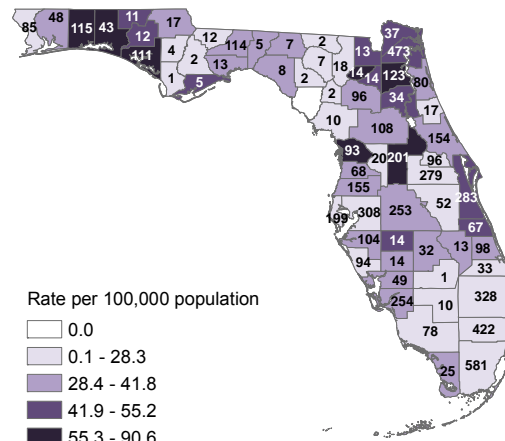 85 48 115 43 11 12 111 17 4 2 1 5 12 114 13 5 7 8 2 7 2 18 2 10
37 13 473 14 14 123 80 96 34 17 108 154
93 20 201 96 279 68 155 283
199 308 253 52 67
104 14 32 13 98 94 14 33
49 1 254 10 328
78 422
25 581
Rate per 100,000 population
0.0
0.1 - 28.3
28.4 - 41.8
41.9 - 55.2
55.3 - 90.6